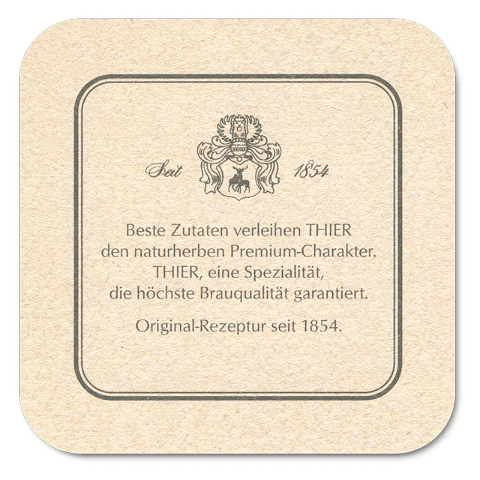 Seit 1854
Beste Zutaten verleihen THIER
den naturherben Premium-Charakter.
THIER, eine Spezialität,
die höchste Brauqualität garantiert.
Original-Rezeptur seit 1854.